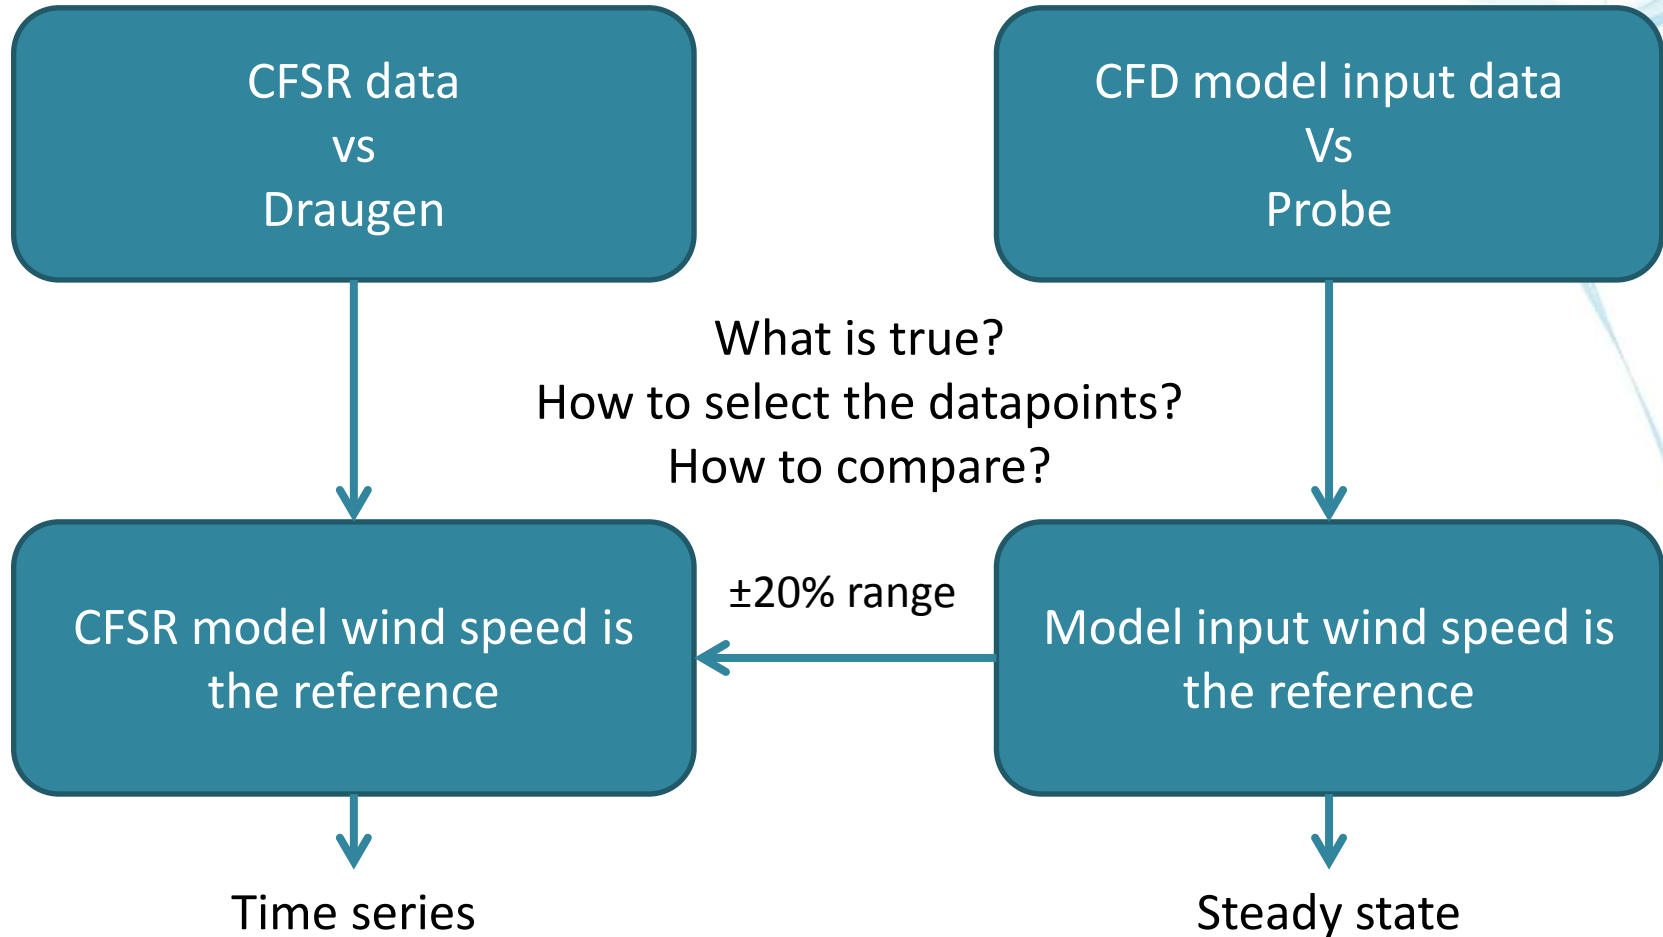 CFSR data
vs
Draugen
CFD model input data
Vs
Probe
What is true?
How to select the datapoints?
How to compare?
CFSR model wind speed is
the reference
±20% range
Model input wind speed is
the reference
Time series
Steady state